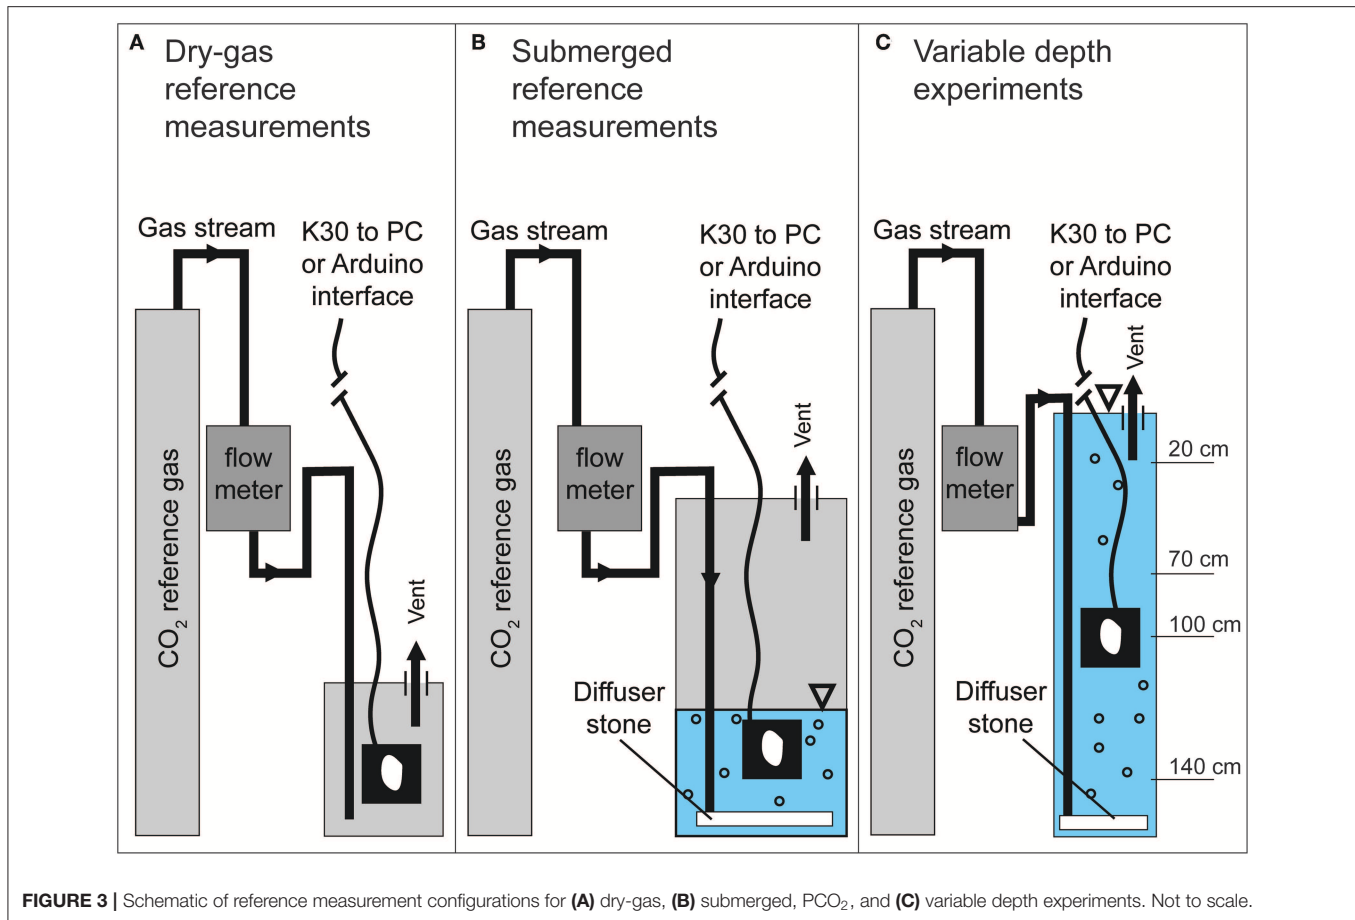 A Dry-gas
reference
measurements
Gas stream
K30 to PC
or Arduino
interface
flow
meter
CO2 reference gas
Vent
B Submerged
reference
measurements
Gas stream
K30 to PC
or Arduino
interface
flow
meter
CO2 reference gas
Vent
Diffuser
stone
C Variable depth
experiments
Gas stream
K30 to PC
or Arduino
interface
Vent
flow
meter
CO2 reference gas
20 cm
70 cm
100 cm
140 cm
Diffuser
stone
FIGURE 3 | Schematic of reference measurement configurations for (A) dry-gas, (B) submerged, PCO2, and (C) variable depth experiments. Not to scale.